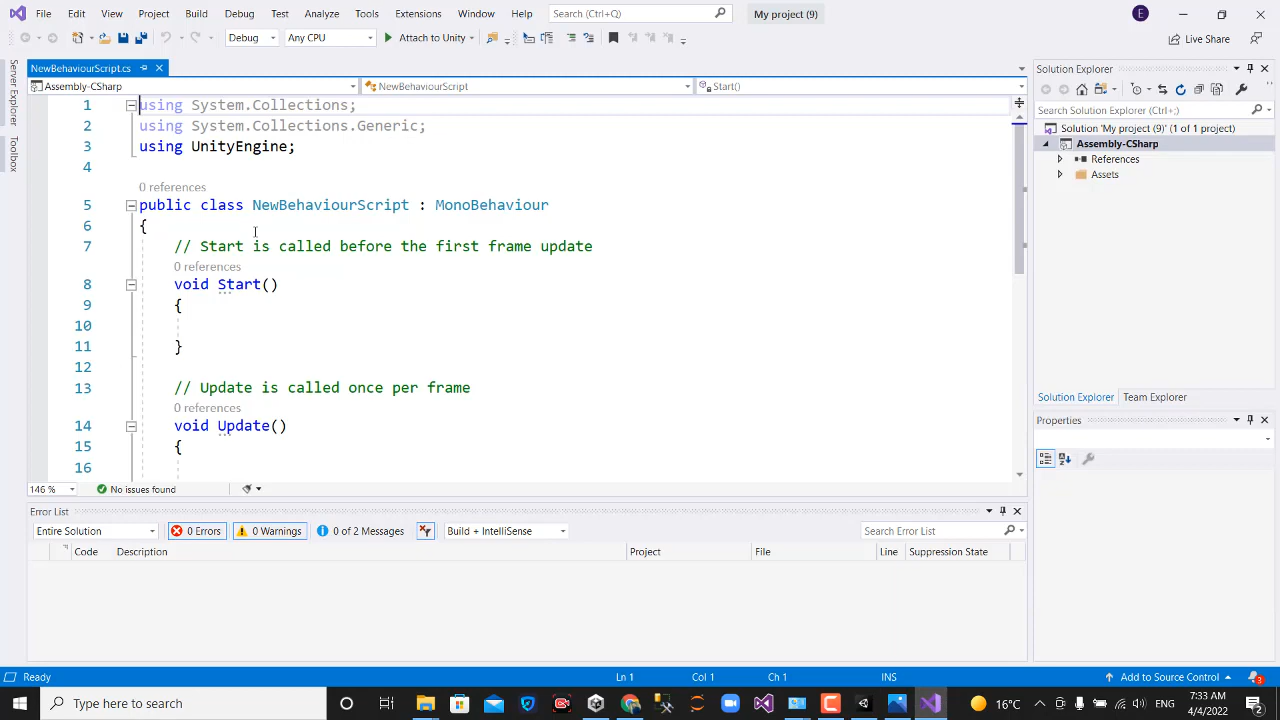 File Edit View Project Build Debug Test Analyze Tools Extensions Window Help Search (Ctrl+Q) My project (9) E
Debug Any CPU Attach to Unity Live Share
Server Explorer
Toolbox
NewBehaviourScript.cs
Assembly-CSharp NewBehaviourScript Start()
1 using System.Collections;
2 using System.Collections.Generic;
3 using UnityEngine;
4
0 references
5 public class NewBehaviourScript : MonoBehaviour
6 {
7 // Start is called before the first frame update
0 references
8 void Start()
9 {
10
11 }
12
13 // Update is called once per frame
0 references
14 void Update()
15 {
16
146 % No issues found
Solution Explorer
Search Solution Explorer (Ctrl+;)
Solution 'My project (9)' (1 of 1 project)
Assembly-CSharp
References
Assets
Solution Explorer Team Explorer
Properties
Error List
Entire Solution 0 Errors 0 Warnings 0 of 2 Messages Build + IntelliSense Search Error List
Code Description Project File Line Suppression State
Ready Ln 1 Col 1 Ch 1 INS Add to Source Control 3
Type here to search 16°C ENG 7:33 AM
4/4/2022